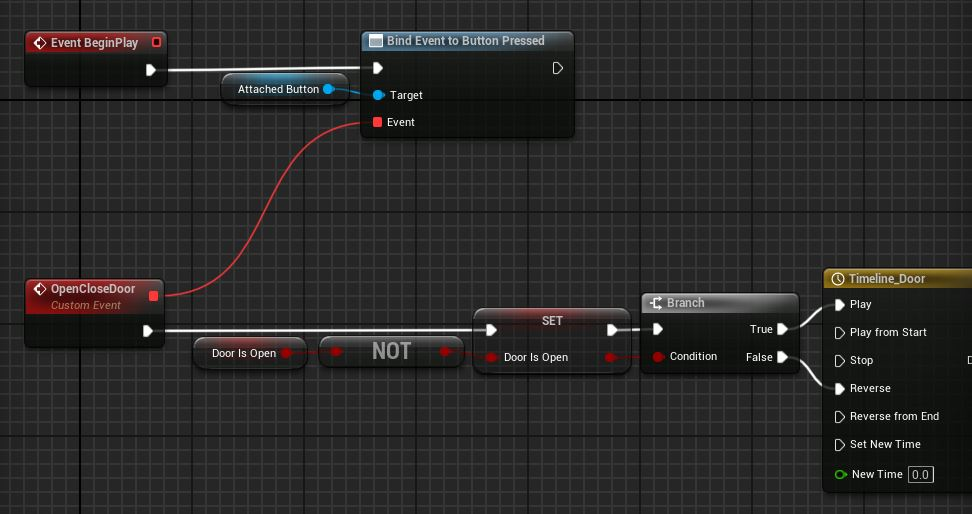 Event BeginPlay
Bind Event to Button Pressed
Attached Button
Target
Event
OpenCloseDoor
Custom Event
Door Is Open
NOT
SET
Door Is Open
Branch
True
Condition
False
Timeline_Door
Play
Play from Start
Stop
Reverse
Reverse from End
Set New Time
New Time 0.0